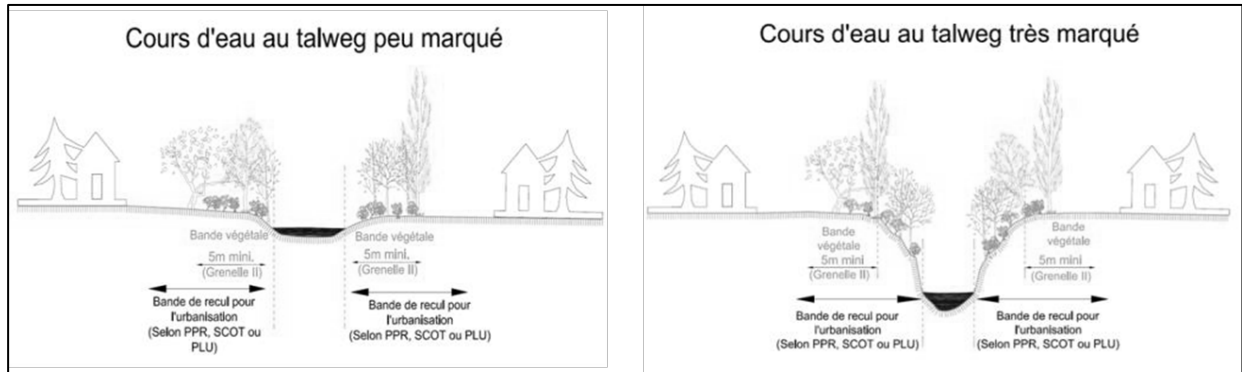 Cours d'eau au talweg peu marqué
Bande végétale
5m mini.
(Grenelle II)
Bande de recul pour
l'urbanisation
(Selon PPR, SCOT ou
PLU)
Bande végétale
5m mini.
(Grenelle II)
Bande de recul pour
l'urbanisation
(Selon PPR, SCOT ou PLU)
Cours d'eau au talweg très marqué
Bande
végétale
5m mini
(Grenelle II)
Bande de recul pour
l'urbanisation
(Selon PPR, SCOT ou PLU)
Bande
végétale
5m mini
(Grenelle II)
Bande de recul pour
l'urbanisation
(Selon PPR, SCOT ou PLU)